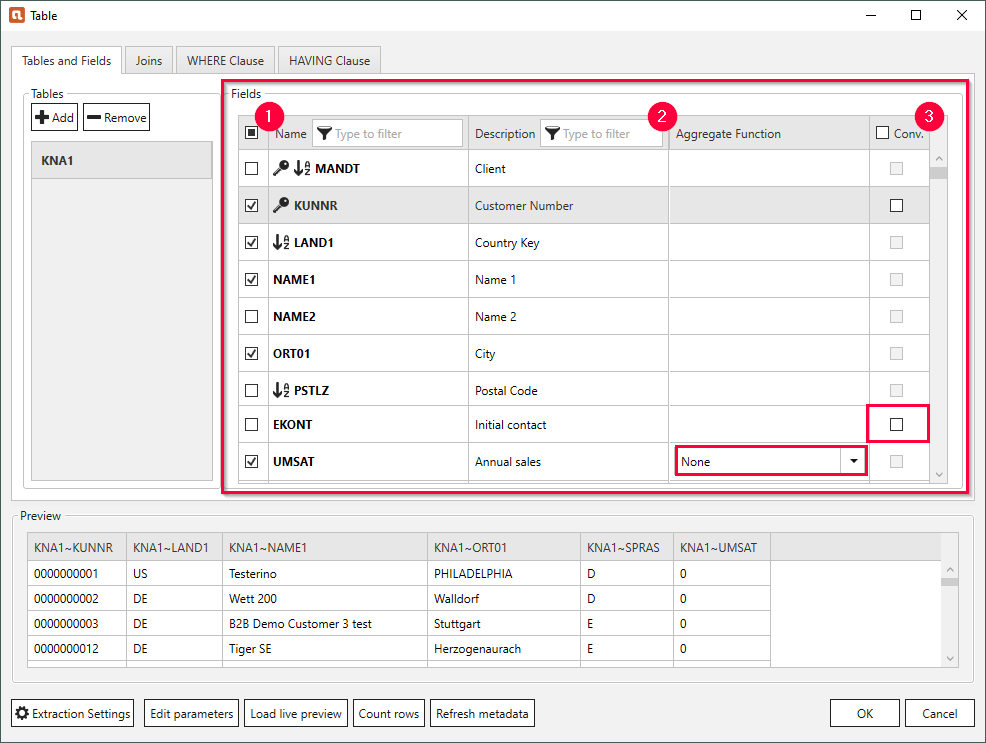 Table
Tables and Fields Joins WHERE Clause HAVING Clause
Tables
Add Remove
KNA1
Fields
1 2 3
Name Type to filter Description Type to filter Aggregate Function Conv.
MANDT Client
KUNNR Customer Number
LAND1 Country Key
NAME1 Name 1
NAME2 Name 2
ORT01 City
PSTLZ Postal Code
EKONT Initial contact
UMSAT Annual sales None
Preview
KNA1~KUNNR KNA1~LAND1 KNA1~NAME1 KNA1~ORT01 KNA1~SPRAS KNA1~UMSAT
0000000001 US Testerino PHILADELPHIA D 0
0000000002 DE Wett 200 Walldorf D 0
0000000003 DE B2B Demo Customer 3 test Stuttgart E 0
0000000012 DE Tiger SE Herzogenaurach E 0
Extraction Settings Edit parameters Load live preview Count rows Refresh metadata OK Cancel